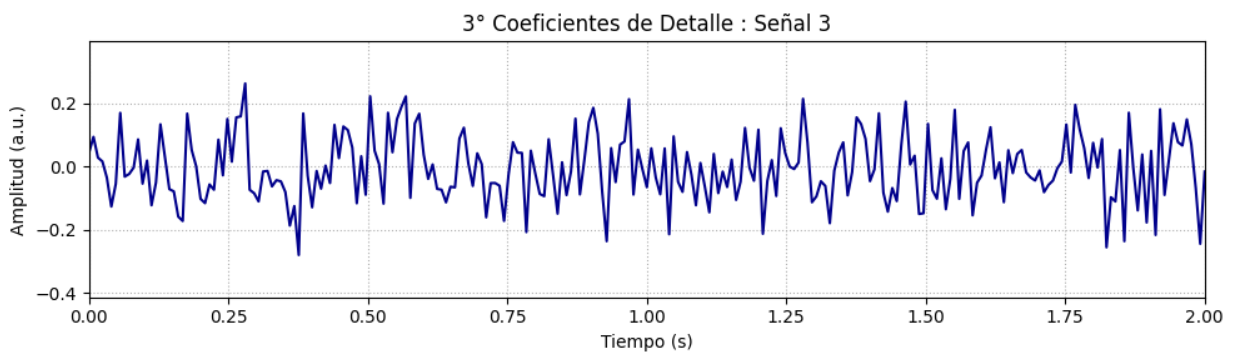 3° Coeficientes de Detalle : Señal 3
Amplitud (a.u.)
0.2
0.0
−0.2
−0.4
0.00 0.25 0.50 0.75 1.00 1.25 1.50 1.75 2.00
Tiempo (s)